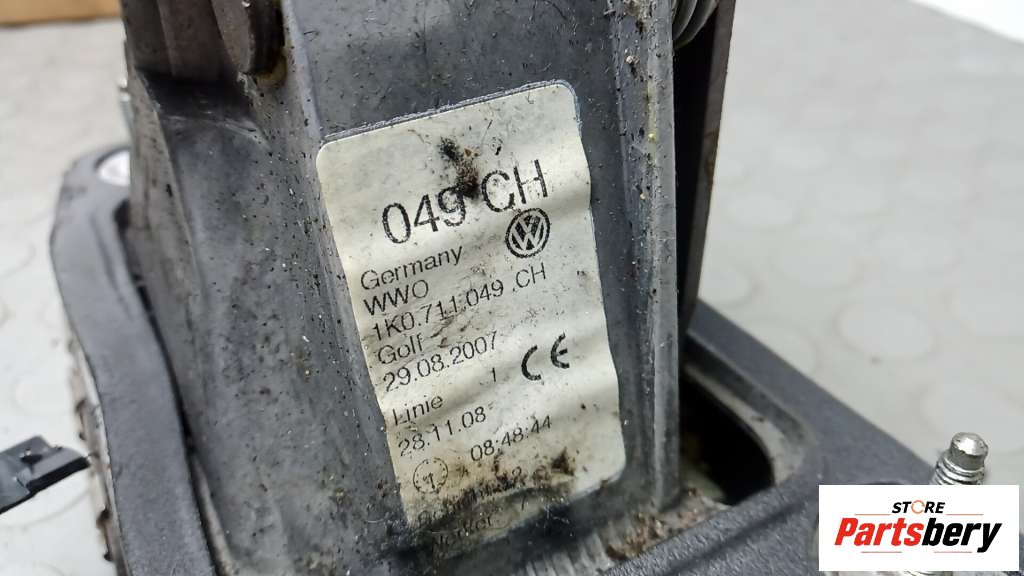 049 CH
Germany
WWO
1K0.711.049 .CH
Golf
29.08.2007
Linie 1
28.11.08 08:48:44
STORE
Partsbery